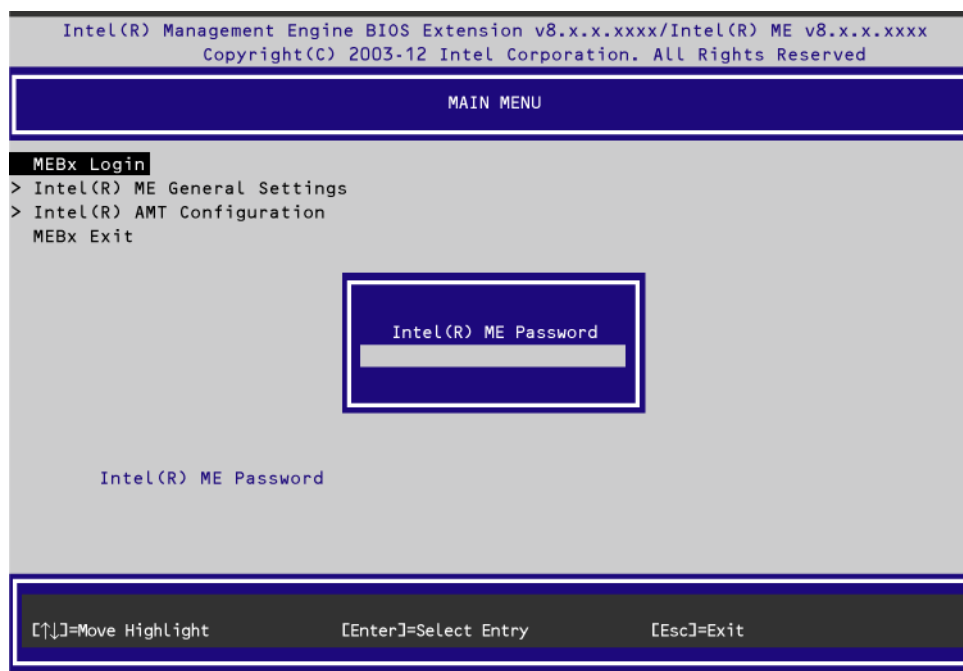 Intel(R) Management Engine BIOS Extension v8.x.x.xxxx/Intel(R) ME v8.x.x.xxxx
Copyright(C) 2003-12 Intel Corporation. All Rights Reserved
MAIN MENU
MEBx Login
> Intel(R) ME General Settings
> Intel(R) AMT Configuration
MEBx Exit
Intel(R) ME Password
Intel(R) ME Password
[↑↓]=Move Highlight [Enter]=Select Entry [Esc]=Exit